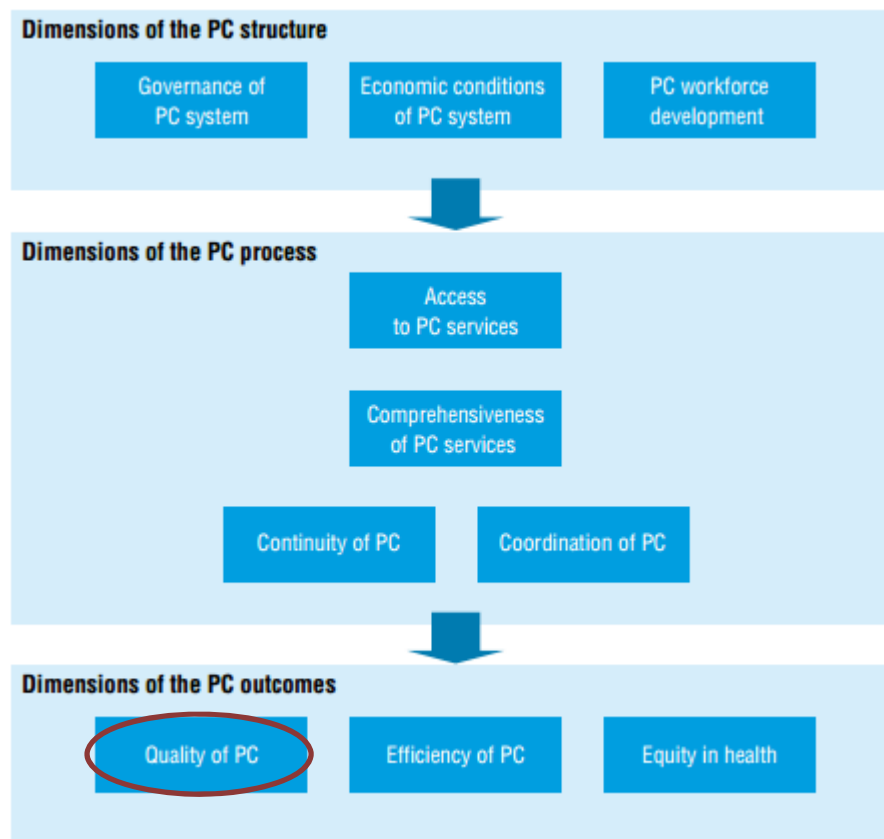 Dimensions of the PC structure
Governance of
PC system
Economic conditions
of PC system
PC workforce
development
Dimensions of the PC process
Access
to PC services
Comprehensiveness
of PC services
Continuity of PC
Coordination of PC
Dimensions of the PC outcomes
Quality of PC
Efficiency of PC
Equity in health